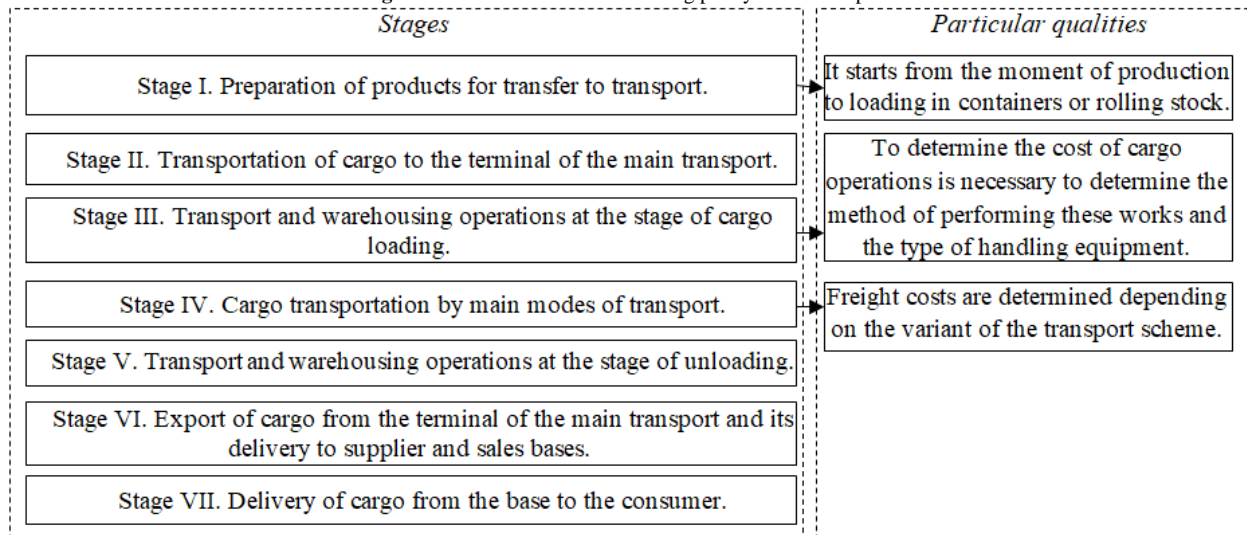 Stages
Particular qualities
Stage I. Preparation of products for transfer to transport.
It starts from the moment of production
to loading in containers or rolling stock.
Stage II. Transportation of cargo to the terminal of the main transport.
Stage III. Transport and warehousing operations at the stage of cargo
loading.
To determine the cost of cargo
operations is necessary to determine the
method of performing these works and
the type of handling equipment.
Stage IV. Cargo transportation by main modes of transport.
Freight costs are determined depending
on the variant of the transport scheme.
Stage V. Transport and warehousing operations at the stage of unloading.
Stage VI. Export of cargo from the terminal of the main transport and its
delivery to supplier and sales bases.
Stage VII. Delivery of cargo from the base to the consumer.